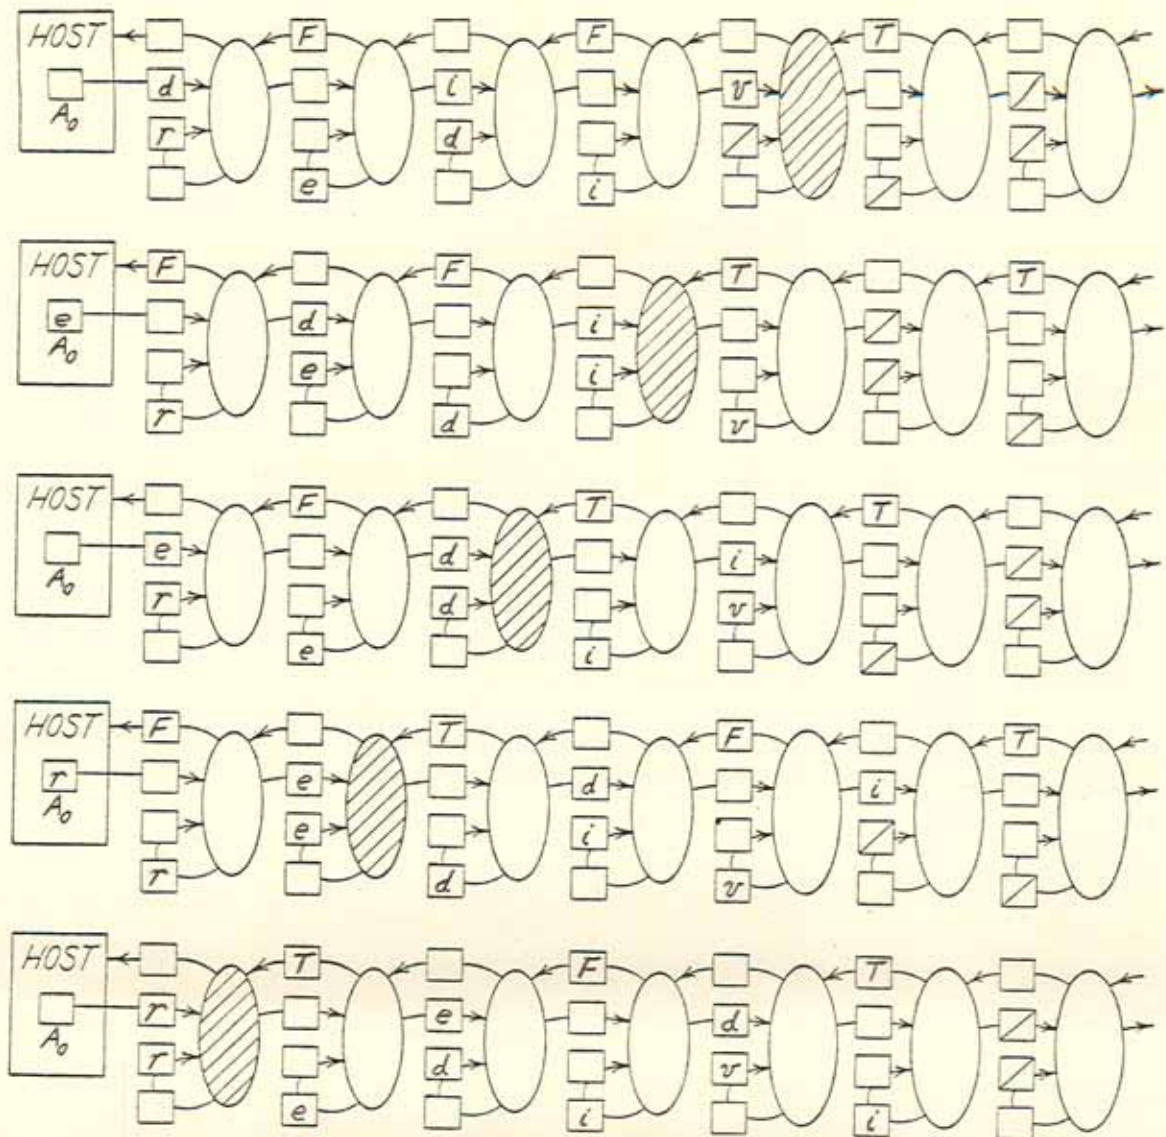 HOST F F T
d i v
A₀ r d
e i
HOST F F T T
e d i
A₀ e i
r d v
HOST F T T
e d i
A₀ r d v
e i
HOST F T F T
r e d i
A₀ e i
r d v
HOST T F T
r e d
A₀ r d v
e i i